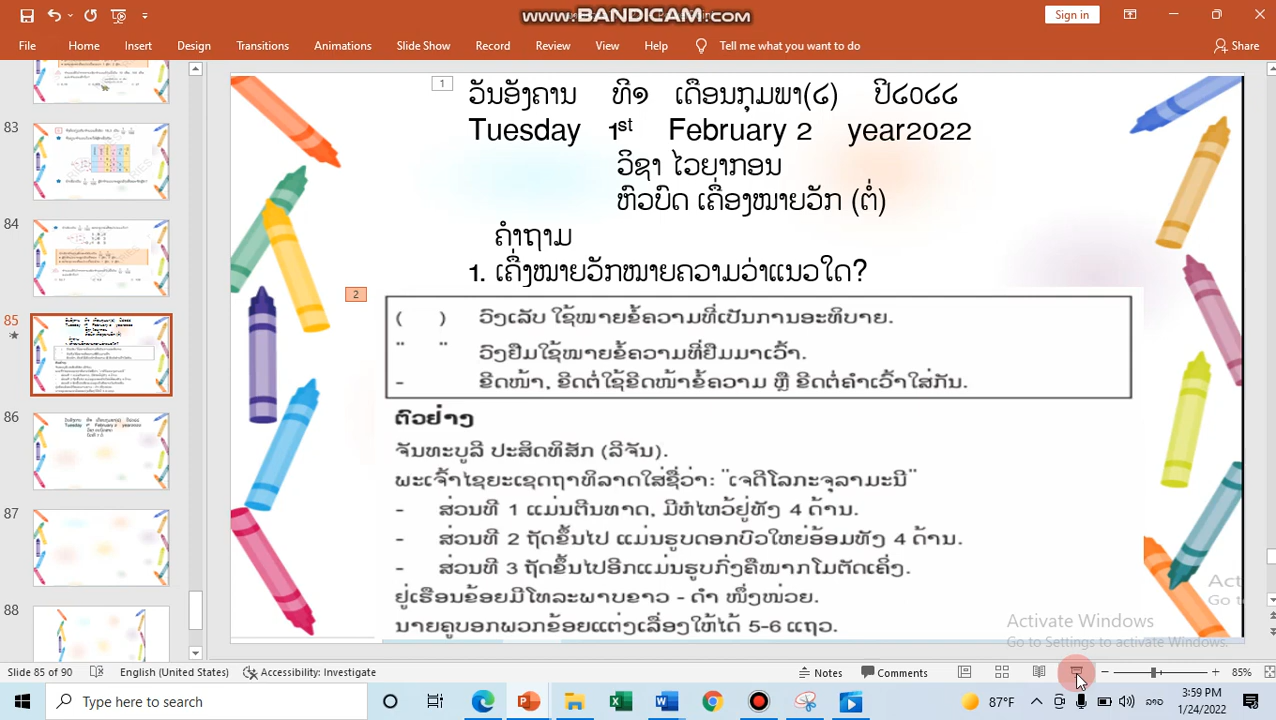 www.BANDICAM.com
Sign in
File
Home
Insert
Design
Transitions
Animations
Slide Show
Record
Review
View
Help
Tell me what you want to do
Share
83
84
85
86
87
88
1
ວັນອັງຄານ ທີ໑ ເດືອນກຸມພາ(໒) ປີ໒໐໒໒
Tuesday 1st February 2 year2022
ວິຊາ ໄວຍາກອນ
ຫົວບົດ ເຄື່ອງໝາຍວັກ (ຕໍ່)
ຄຳຖາມ
1. ເຄື່ງໝາຍວັກໝາຍຄວາມວ່າແນວໃດ?
2
( ) ວົງເລັບ ໃຊ້ໝາຍຂໍ້ຄວາມທີ່ເປັນການອະທິບາຍ.
" " ວົງຢືມໃຊ້ໝາຍຂໍ້ຄວາມທີ່ຢືມມາເວົ້າ.
- ຂີດໜ້າ, ຂີດຕໍ່ໃຊ້ຂີດໜ້າຂໍ້ຄວາມ ຫຼື ຂີດຕໍ່ຄຳເວົ້າໃສ່ກັນ.
ຕົວຢ່າງ
ຈັນທະບູລີ ປະສິດທິສັກ (ລີຈັນ).
ພະເຈົ້າໄຊຍະເຊດຖາທິລາດໃສ່ຊື່ວ່າ: "ເຈດີໂລກະຈຸລາມະນີ"
- ສ່ວນທີ 1 ແມ່ນຕີນທາດ, ມີຫໍໄຫວ້ຢູ່ທັງ 4 ດ້ານ.
- ສ່ວນທີ 2 ຖັດຂຶ້ນໄປ ແມ່ນຮູບດອກບົວໃຫຍ່ອ້ອມທັງ 4 ດ້ານ.
- ສ່ວນທີ 3 ຖັດຂຶ້ນໄປອີກແມ່ນຮູບກົ່ງຄືໝາກໂມຕັດເຄິ່ງ.
ຢູ່ເຮືອນຂ້ອຍມີໂທລະພາບຂາວ - ດຳ ໜຶ່ງໜ່ວຍ.
ນາຍຄູບອກພວກຂ້ອຍແຕ່ງເລື່ອງໃຫ້ໄດ້ 5-6 ແຖວ.
Activate Windows
Go to Settings to activate Windows.
Slide 85 of 90
English (United States)
Accessibility: Investigate
Notes
Comments
85%
Type here to search
87°F
ລາວ
3:59 PM
1/24/2022